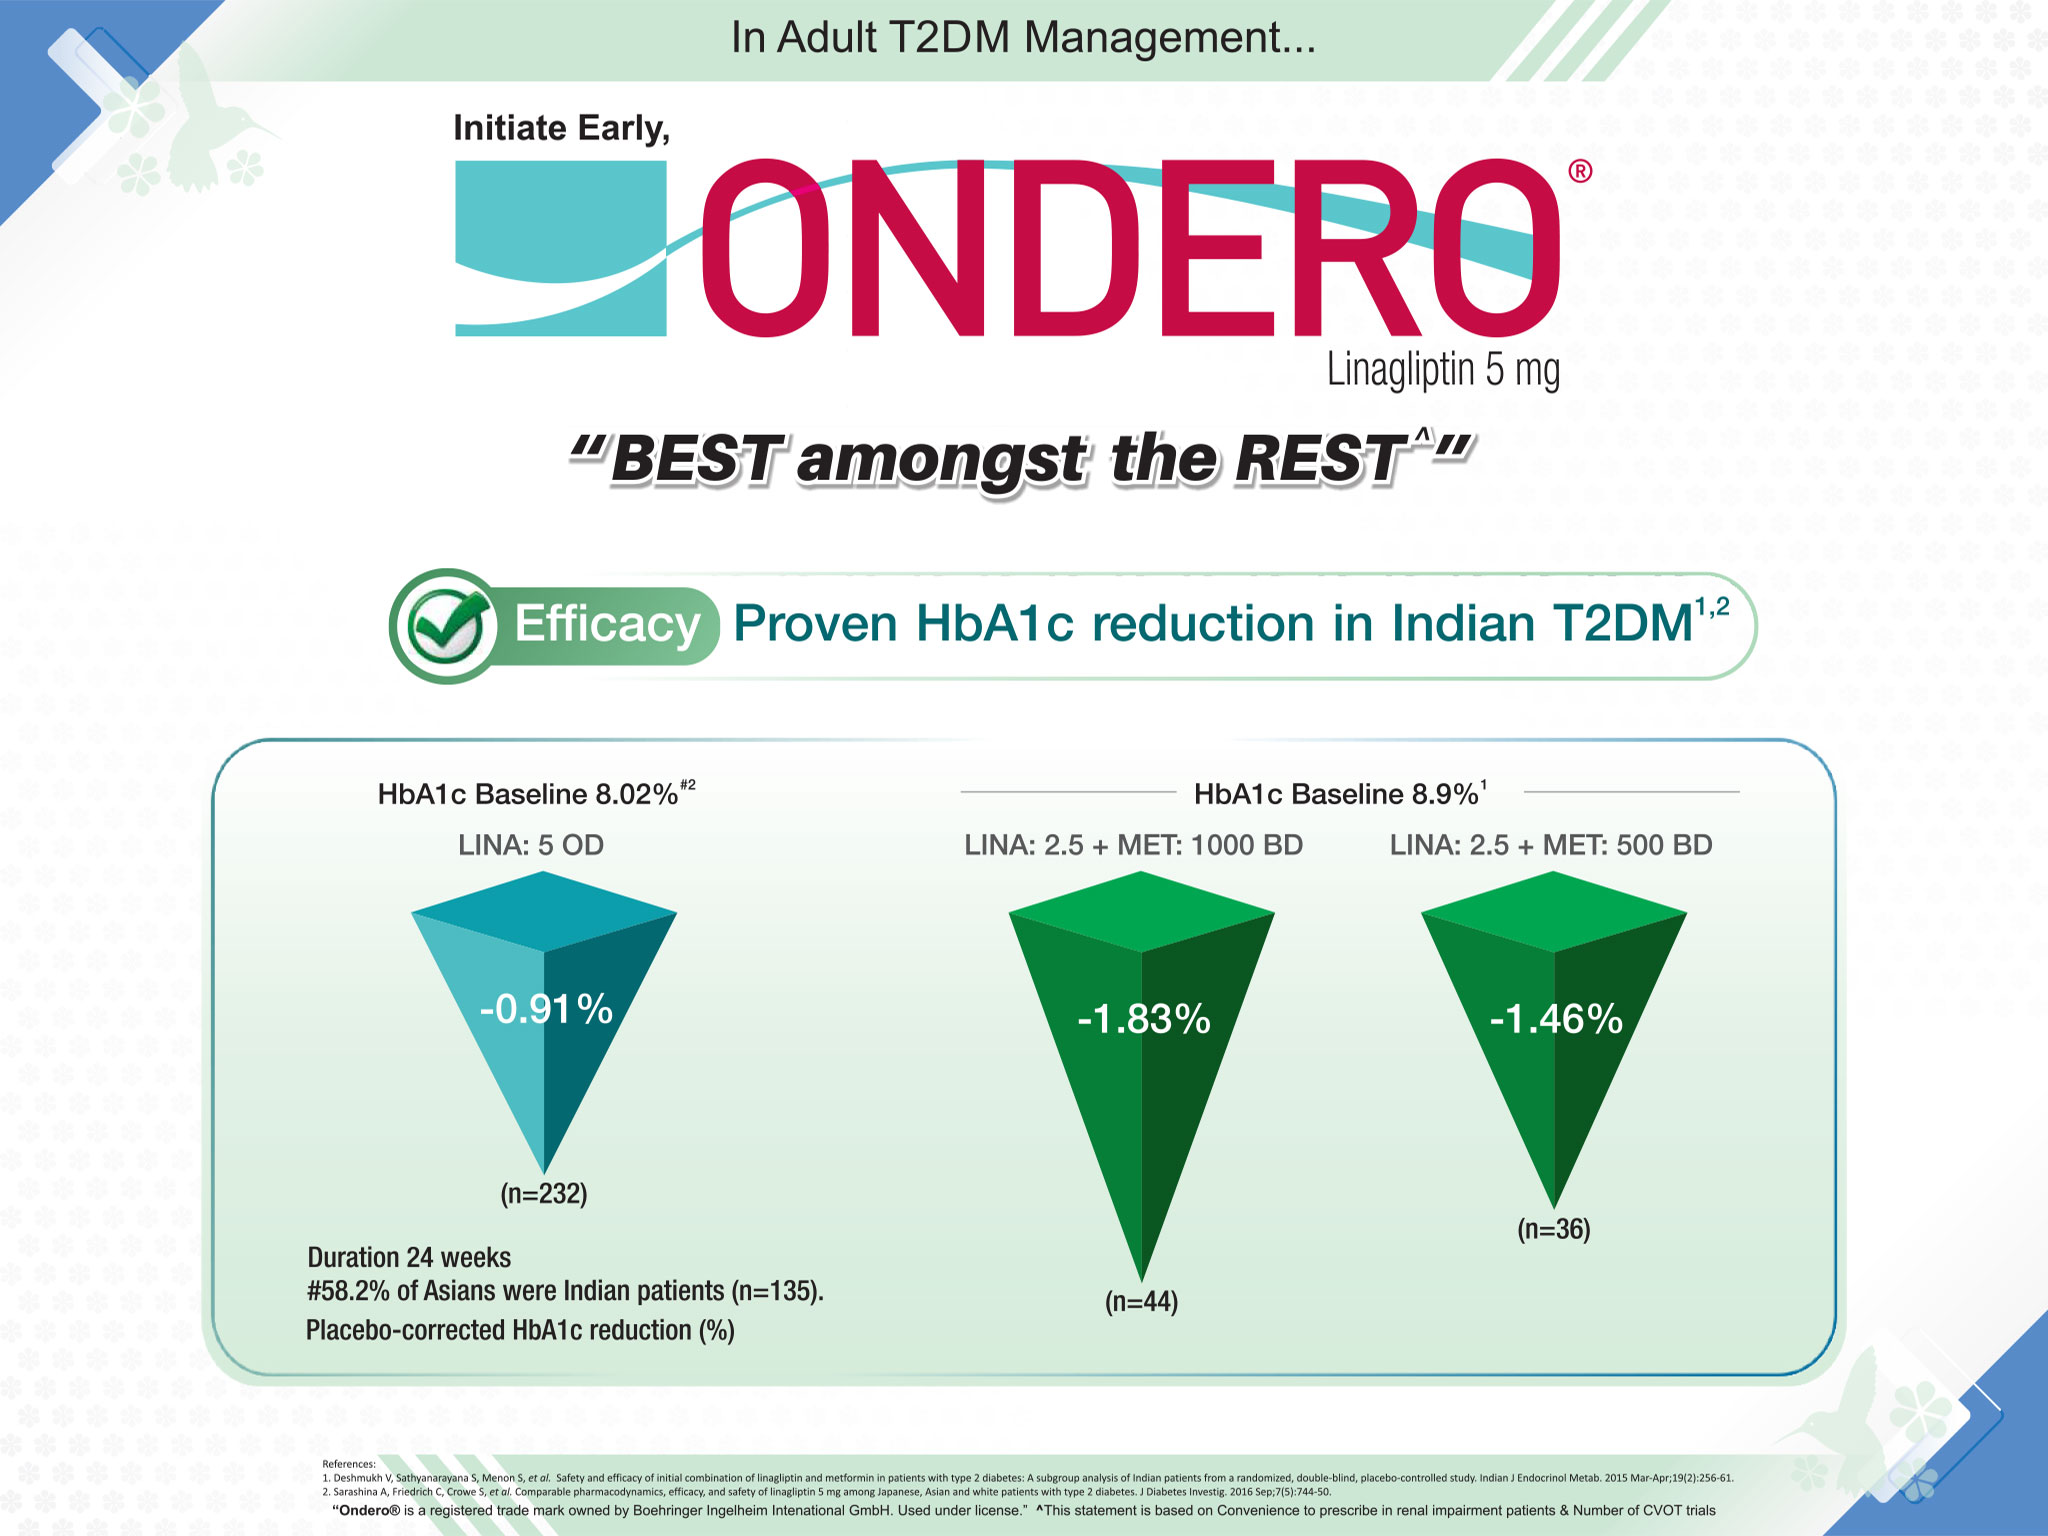 In Adult T2DM Management...
Initiate Early,
ONDERO®
Linagliptin 5 mg
“BEST amongst the REST^”
Efficacy Proven HbA1c reduction in Indian T2DM1,2
HbA1c Baseline 8.02%#2
HbA1c Baseline 8.9%1
LINA: 5 OD
LINA: 2.5 + MET: 1000 BD
LINA: 2.5 + MET: 500 BD
-0.91%
-1.83%
-1.46%
(n=232)
(n=44)
(n=36)
Duration 24 weeks
#58.2% of Asians were Indian patients (n=135).
Placebo-corrected HbA1c reduction (%)
References:
1. Deshmukh V, Sathyanarayana S, Menon S, et al. Safety and efficacy of initial combination of linagliptin and metformin in patients with type 2 diabetes: A subgroup analysis of Indian patients from a randomized, double-blind, placebo-controlled study. Indian J Endocrinol Metab. 2015 Mar-Apr;19(2):256-61.
2. Sarashina A, Friedrich C, Crowe S, et al. Comparable pharmacodynamics, efficacy, and safety of linagliptin 5 mg among Japanese, Asian and white patients with type 2 diabetes. J Diabetes Investig. 2016 Sep;7(5):744-50.
“Ondero® is a registered trade mark owned by Boehringer Ingelheim Intenational GmbH. Used under license.” ^This statement is based on Convenience to prescribe in renal impairment patients & Number of CVOT trials